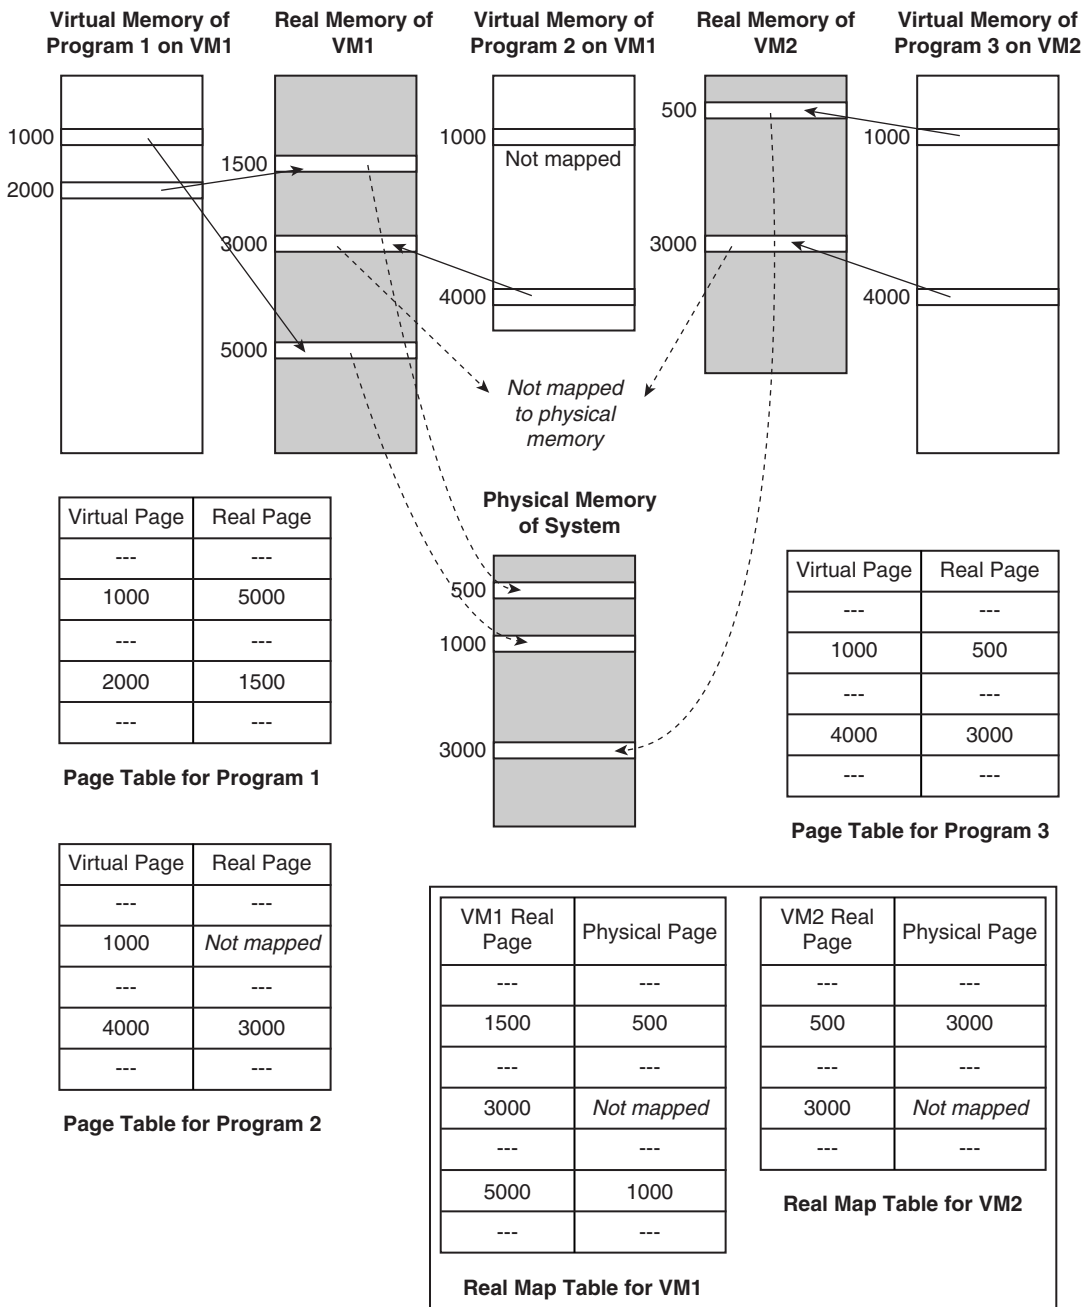 Virtual Memory of
Program 1 on VM1
Real Memory of
VM1
Virtual Memory of
Program 2 on VM1
Real Memory of
VM2
Virtual Memory of
Program 3 on VM2
1000
2000
1500
3000
5000
1000
Not mapped
4000
500
3000
1000
4000
Not mapped
to physical
memory
Physical Memory
of System
500
1000
3000
Virtual Page Real Page
--- ---
1000 5000
--- ---
2000 1500
--- ---
Page Table for Program 1
Virtual Page Real Page
--- ---
1000 500
--- ---
4000 3000
--- ---
Page Table for Program 3
Virtual Page Real Page
--- ---
1000 Not mapped
--- ---
4000 3000
--- ---
Page Table for Program 2
VM1 Real
Page
Physical Page
--- ---
1500 500
--- ---
3000 Not mapped
--- ---
5000 1000
--- ---
Real Map Table for VM1
VM2 Real
Page
Physical Page
--- ---
500 3000
--- ---
3000 Not mapped
--- ---
Real Map Table for VM2